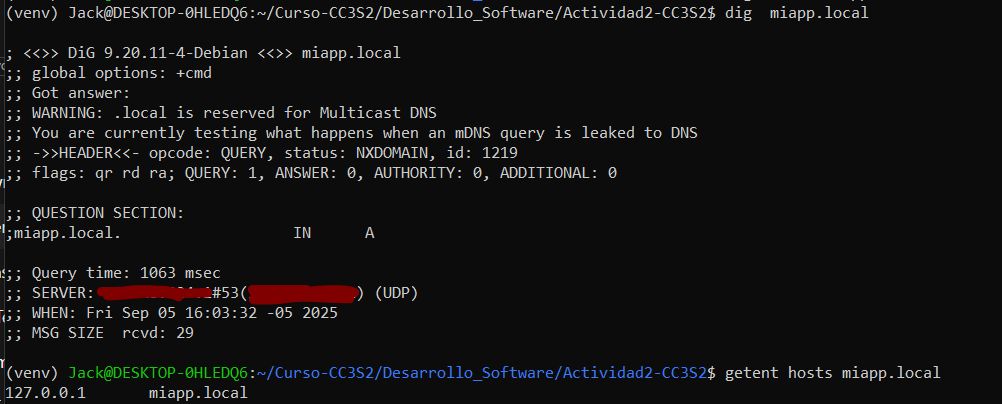 (venv) Jack@DESKTOP-0HLEDQ6:~/Curso-CC3S2/Desarrollo_Software/Actividad2-CC3S2$ dig  miapp.local
; <<>> DiG 9.20.11-4-Debian <<>> miapp.local
;; global options: +cmd
;; Got answer:
;; WARNING: .local is reserved for Multicast DNS
;; You are currently testing what happens when an mDNS query is leaked to DNS
;; ->>HEADER<<- opcode: QUERY, status: NXDOMAIN, id: 1219
;; flags: qr rd ra; QUERY: 1, ANSWER: 0, AUTHORITY: 0, ADDITIONAL: 0
;; QUESTION SECTION:
;miapp.local.                   IN      A
;; Query time: 1063 msec
;; SERVER: #53() (UDP)
;; WHEN: Fri Sep 05 16:03:32 -05 2025
;; MSG SIZE  rcvd: 29
(venv) Jack@DESKTOP-0HLEDQ6:~/Curso-CC3S2/Desarrollo_Software/Actividad2-CC3S2$ getent hosts miapp.local
127.0.0.1       miapp.local